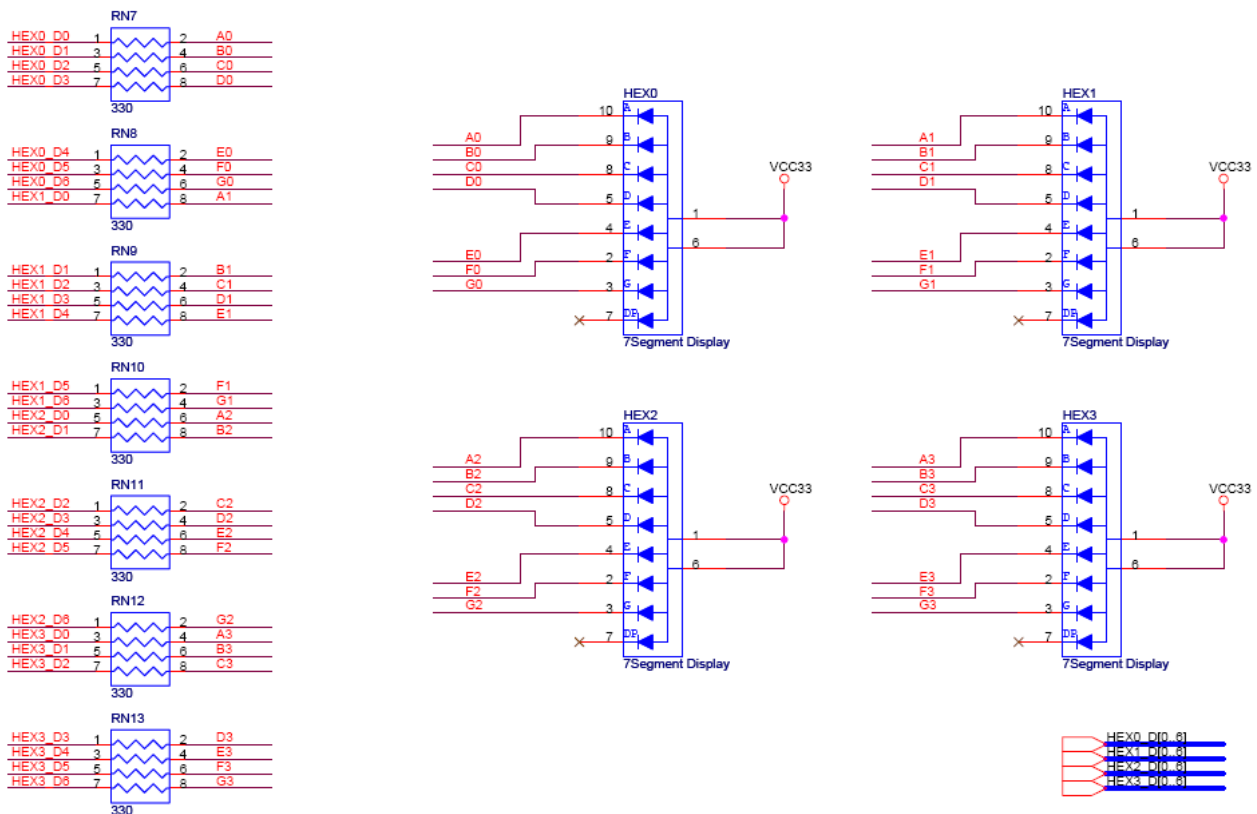 RN7
HEX0_D0 1 2 A0
HEX0_D1 3 4 B0
HEX0_D2 5 6 C0
HEX0_D3 7 8 D0
330
RN8
HEX0_D4 1 2 E0
HEX0_D5 3 4 F0
HEX0_D6 5 6 G0
HEX1_D0 7 8 A1
330
RN9
HEX1_D1 1 2 B1
HEX1_D2 3 4 C1
HEX1_D3 5 6 D1
HEX1_D4 7 8 E1
330
RN10
HEX1_D5 1 2 F1
HEX1_D6 3 4 G1
HEX2_D0 5 6 A2
HEX2_D1 7 8 B2
330
RN11
HEX2_D2 1 2 C2
HEX2_D3 3 4 D2
HEX2_D4 5 6 E2
HEX2_D5 7 8 F2
330
RN12
HEX2_D6 1 2 G2
HEX3_D0 3 4 A3
HEX3_D1 5 6 B3
HEX3_D2 7 8 C3
330
RN13
HEX3_D3 1 2 D3
HEX3_D4 3 4 E3
HEX3_D5 5 6 F3
HEX3_D6 7 8 G3
330
HEX0
10 A
A0
9 B
B0
C0 8 C
D0
5 D
1
VCC33
4 E
6
E0
2 F
F0
G0 3 G
7 DP
7Segment Display
HEX1
10 A
A1
9 B
B1
C1 8 C
D1
5 D
1
VCC33
4 E
6
E1
2 F
F1
G1 3 G
7 DP
7Segment Display
HEX2
10 A
A2
9 B
B2
C2 8 C
D2
5 D
1
VCC33
4 E
6
E2
2 F
F2
G2 3 G
7 DP
7Segment Display
HEX3
10 A
A3
9 B
B3
C3 8 C
D3
5 D
1
VCC33
4 E
6
E3
2 F
F3
G3 3 G
7 DP
7Segment Display
HEX0_D[0..6]
HEX1_D[0..6]
HEX2_D[0..6]
HEX3_D[0..6]